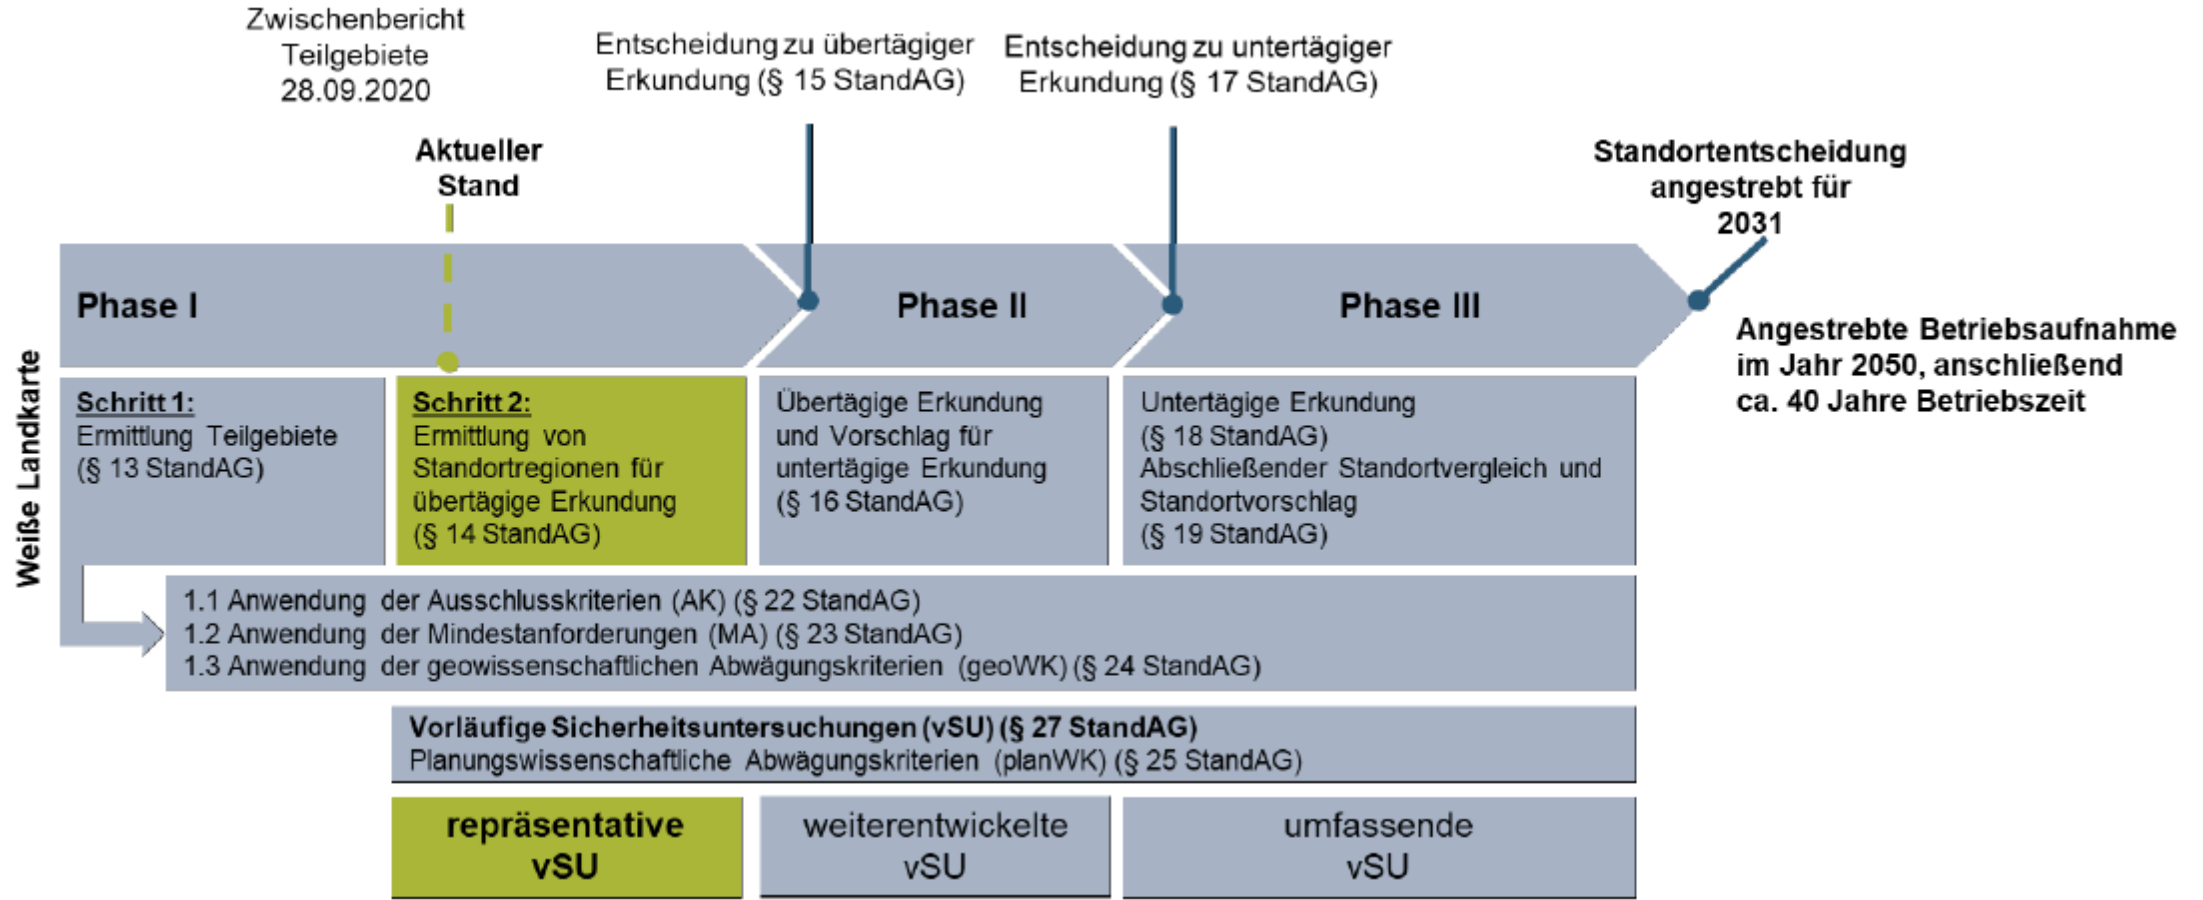 Zwischenbericht
Teilgebiete
28.09.2020
Entscheidung zu übertägiger
Erkundung (§ 15 StandAG)
Entscheidung zu untertägiger
Erkundung (§ 17 StandAG)
Aktueller
Stand
Standortentscheidung
angestrebt für
2031
Phase I
Phase II
Phase III
Angestrebte Betriebsaufnahme
im Jahr 2050, anschließend
ca. 40 Jahre Betriebszeit
Weiße Landkarte
Schritt 1:
Ermittlung Teilgebiete
(§ 13 StandAG)
Schritt 2:
Ermittlung von
Standortregionen für
übertägige Erkundung
(§ 14 StandAG)
Übertägige Erkundung
und Vorschlag für
untertägige Erkundung
(§ 16 StandAG)
Untertägige Erkundung
(§ 18 StandAG)
Abschließender Standortvergleich und
Standortvorschlag
(§ 19 StandAG)
1.1 Anwendung der Ausschlusskriterien (AK) (§ 22 StandAG)
1.2 Anwendung der Mindestanforderungen (MA) (§ 23 StandAG)
1.3 Anwendung der geowissenschaftlichen Abwägungskriterien (geoWK) (§ 24 StandAG)
Vorläufige Sicherheitsuntersuchungen (vSU) (§ 27 StandAG)
Planungswissenschaftliche Abwägungskriterien (planWK) (§ 25 StandAG)
repräsentative
vSU
weiterentwickelte
vSU
umfassende
vSU